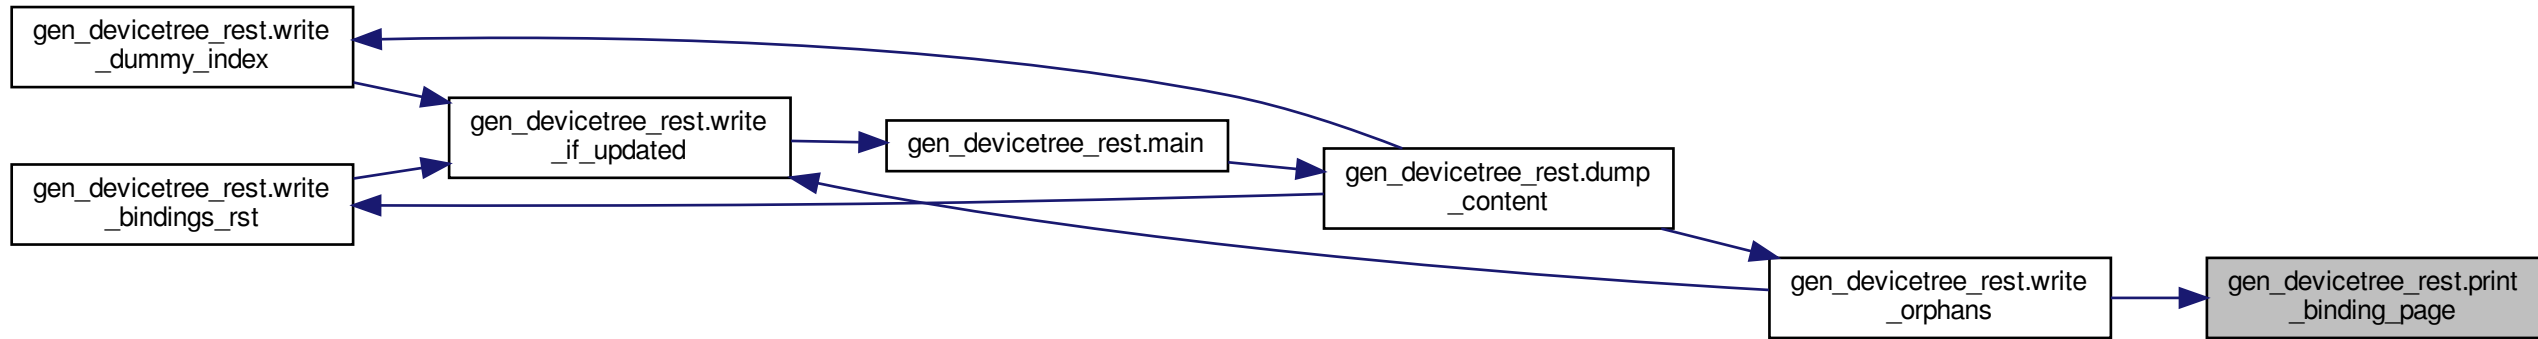 gen_devicetree_rest.write
_dummy_index
gen_devicetree_rest.write
_bindings_rst
gen_devicetree_rest.write
_if_updated
gen_devicetree_rest.main
gen_devicetree_rest.dump
_content
gen_devicetree_rest.write
_orphans
gen_devicetree_rest.print
_binding_page